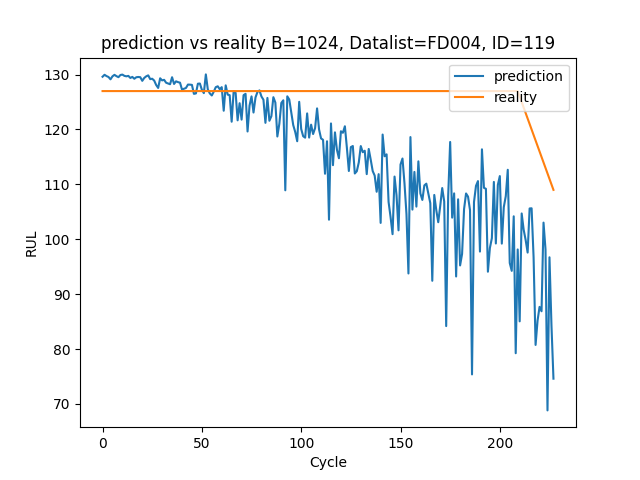 prediction vs reality B=1024, Datalist=FD004, ID=119
prediction
reality
RUL
130
120
110
100
90
80
70
0
50
100
150
200
Cycle